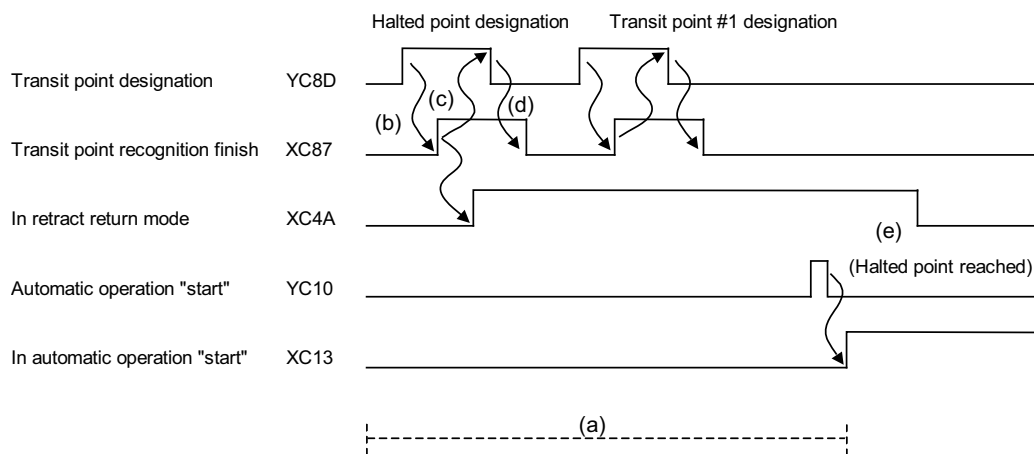 Halted point designation Transit point #1 designation
Transit point designation YC8D
(c) (d)
(b)
Transit point recognition finish XC87
In retract return mode XC4A
(e)
(Halted point reached)
Automatic operation "start" YC10
In automatic operation "start" XC13
(a)